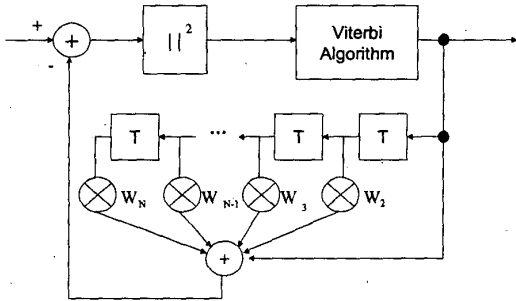 +
+
-
| | ²
Viterbi
Algorithm
T
...
T
T
W_N
W_N-1
W_3
W_2
+